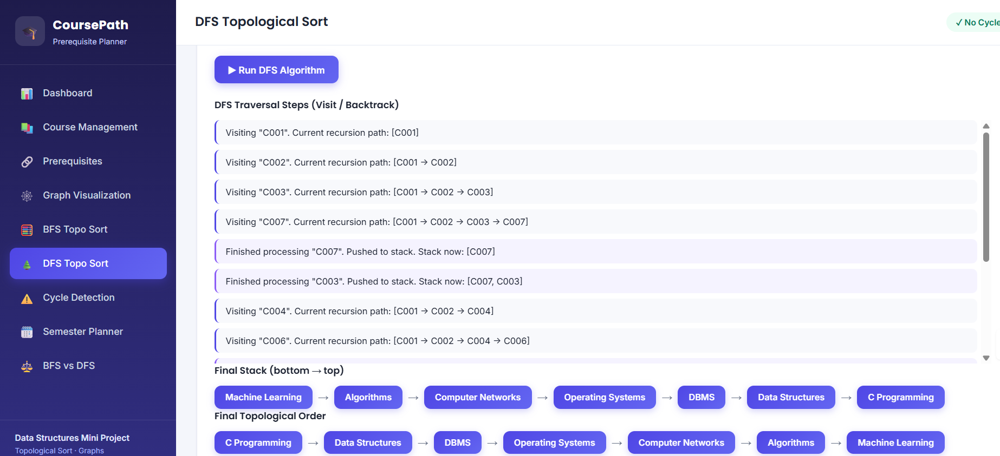 CoursePath
Prerequisite Planner
Dashboard
Course Management
Prerequisites
Graph Visualization
BFS Topo Sort
DFS Topo Sort
Cycle Detection
Semester Planner
BFS vs DFS
Data Structures Mini Project
Topological Sort · Graphs
DFS Topological Sort
✓ No Cycle
▶ Run DFS Algorithm
DFS Traversal Steps (Visit / Backtrack)
Visiting "C001". Current recursion path: [C001]
Visiting "C002". Current recursion path: [C001 → C002]
Visiting "C003". Current recursion path: [C001 → C002 → C003]
Visiting "C007". Current recursion path: [C001 → C002 → C003 → C007]
Finished processing "C007". Pushed to stack. Stack now: [C007]
Finished processing "C003". Pushed to stack. Stack now: [C007, C003]
Visiting "C004". Current recursion path: [C001 → C002 → C004]
Visiting "C006". Current recursion path: [C001 → C002 → C004 → C006]
Final Stack (bottom → top)
Machine Learning → Algorithms → Computer Networks → Operating Systems → DBMS → Data Structures → C Programming
Final Topological Order
C Programming → Data Structures → DBMS → Operating Systems → Computer Networks → Algorithms → Machine Learning